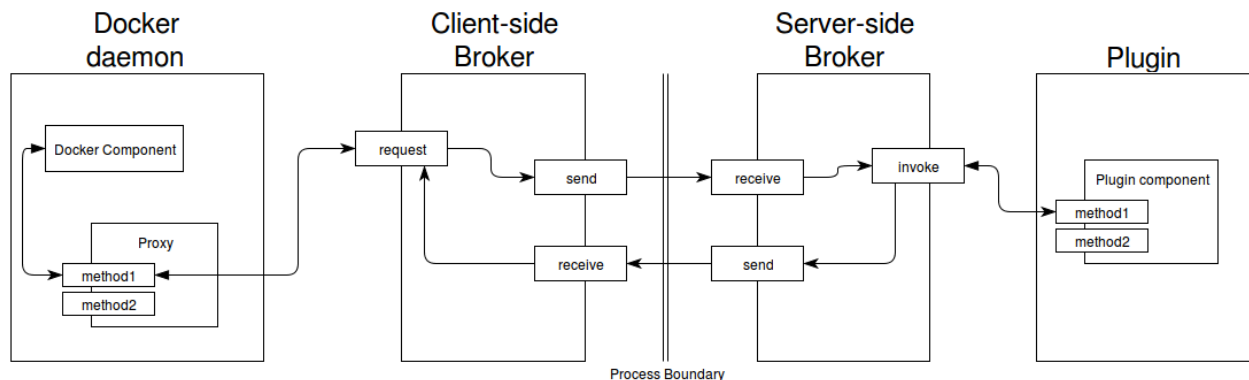 Docker
daemon
Client-side
Broker
Server-side
Broker
Plugin
Docker Component
request
send
receive
invoke
Plugin component
method1
method2
Proxy
method1
method2
receive
send
Process Boundary